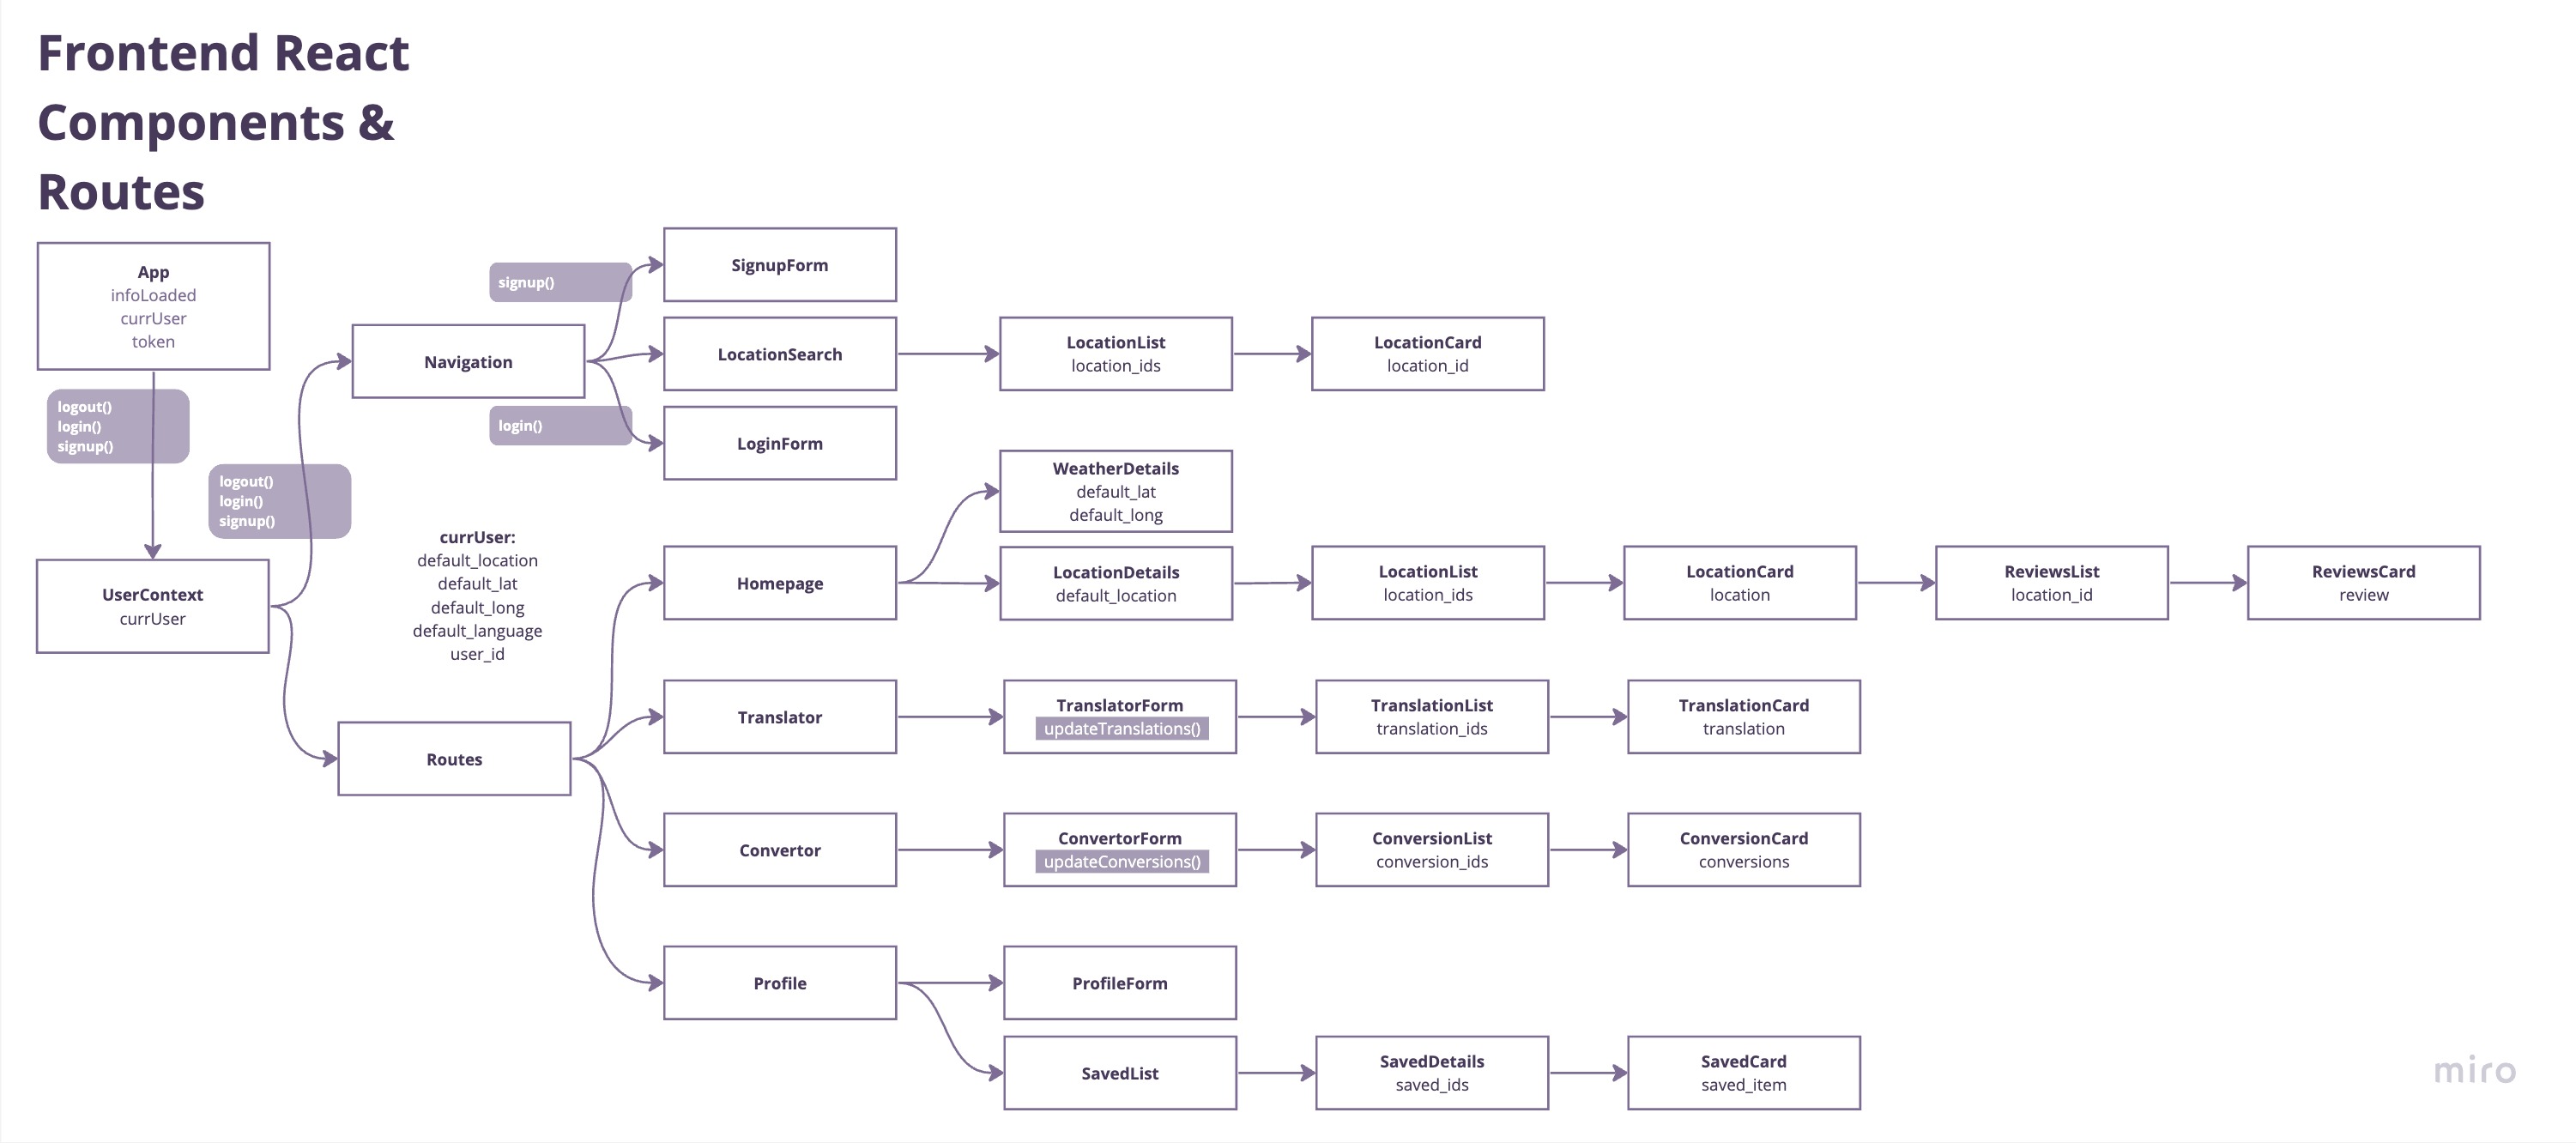 Frontend React
Components &
Routes
App
infoLoaded
currUser
token
logout()
login()
signup()
UserContext
currUser
logout()
login()
signup()
Navigation
signup()
login()
SignupForm
LocationSearch
LocationList
location_ids
LocationCard
location_id
LoginForm
currUser:
default_location
default_lat
default_long
default_language
user_id
Routes
Homepage
WeatherDetails
default_lat
default_long
LocationDetails
default_location
LocationList
location_ids
LocationCard
location
ReviewsList
location_id
ReviewsCard
review
Translator
TranslatorForm
updateTranslations()
TranslationList
translation_ids
TranslationCard
translation
Convertor
ConvertorForm
updateConversions()
ConversionList
conversion_ids
ConversionCard
conversions
Profile
ProfileForm
SavedList
SavedDetails
saved_ids
SavedCard
saved_item
miro